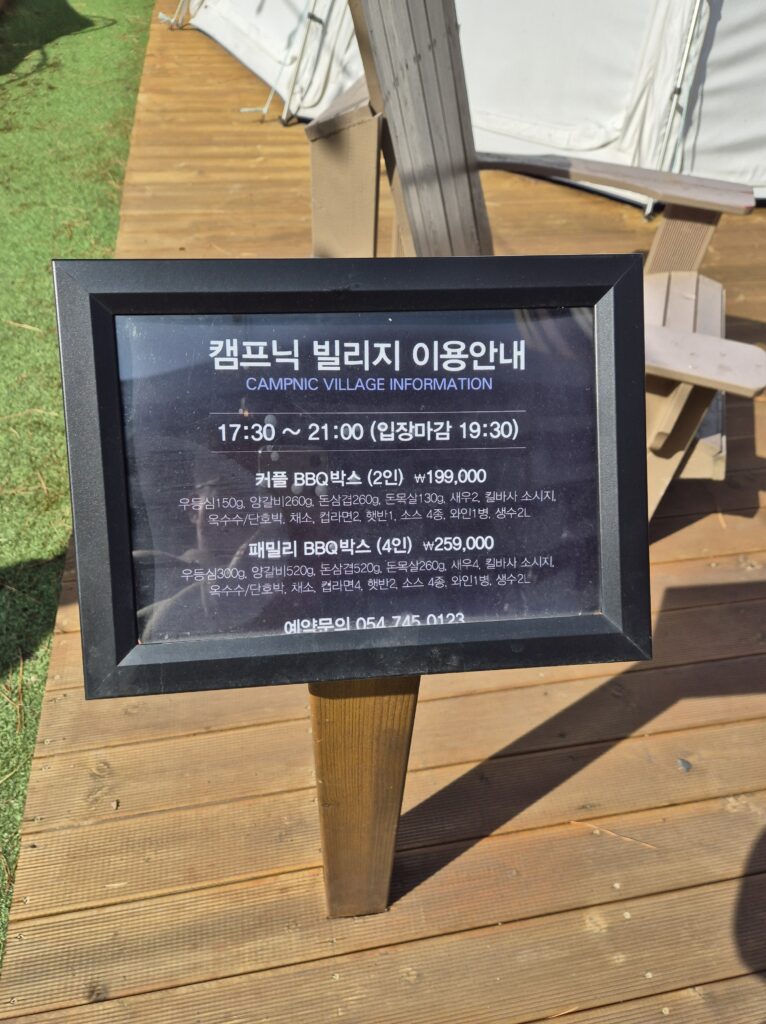 캠프닉 빌리지 이용안내
CAMPNIC VILLAGE INFORMATION
17:30 ~ 21:00 (입장마감 19:30)
커플 BBQ박스 (2인) ₩199,000
우등심150g, 양갈비260g, 돈삼겹260g, 돈목살130g, 새우2, 킬바사 소시지,
옥수수/단호박, 채소, 컵라면2, 햇반1, 소스 4종, 와인1병, 생수2L
패밀리 BBQ박스 (4인) ₩259,000
우등심300g, 양갈비520g, 돈삼겹520g, 돈목살260g, 새우4, 킬바사 소시지,
옥수수/단호박, 채소, 컵라면4, 햇반2, 소스 4종, 와인1병, 생수2L
예약문의 054 745 0123